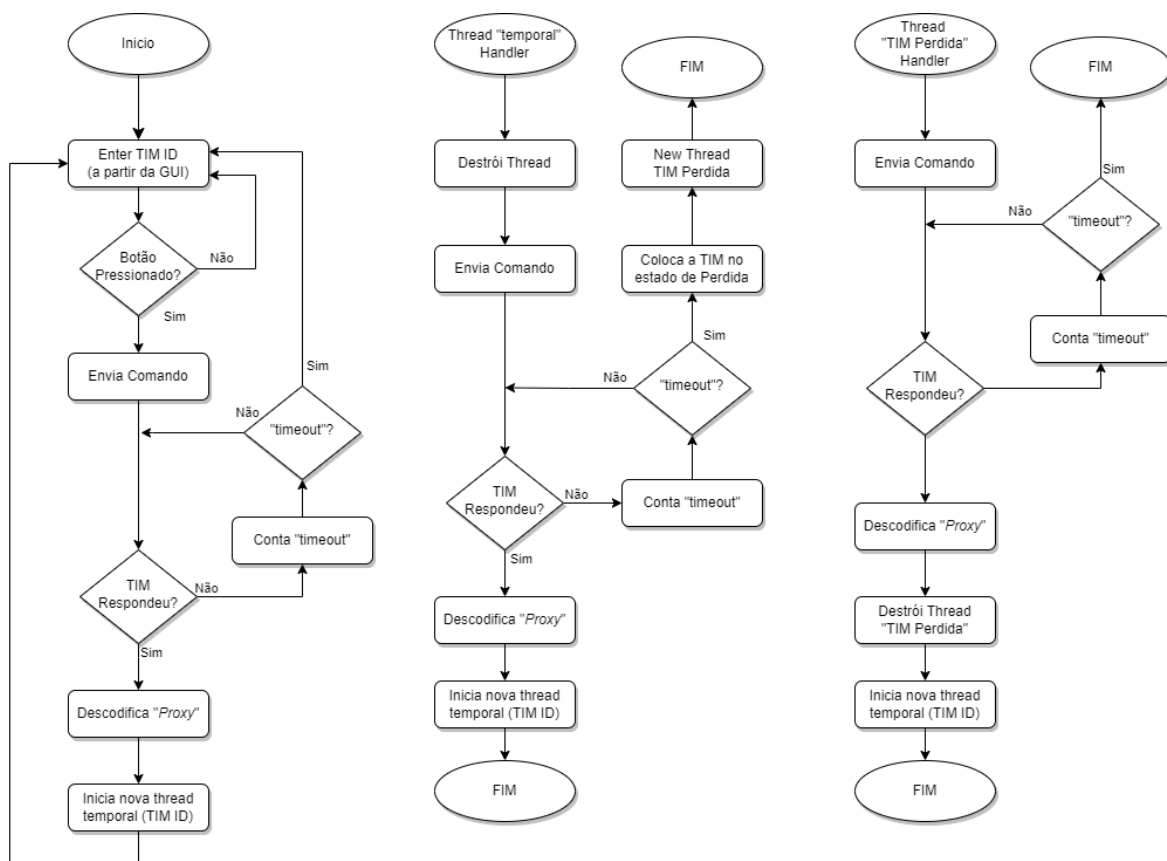 Inicio
Enter TIM ID
(a partir da GUI)
Botão
Pressionado?
Não
Sim
Envia Comando
Sim
Não
"timeout"?
Conta "timeout"
TIM
Respondeu?
Não
Sim
Descodifica "Proxy"
Inicia nova thread
temporal (TIM ID)
Thread "temporal"
Handler
Destrói Thread
Envia Comando
FIM
New Thread
TIM Perdida
Coloca a TIM no
estado de Perdida
Sim
Não
"timeout"?
TIM
Respondeu?
Não
Conta "timeout"
Sim
Descodifica "Proxy"
Inicia nova thread
temporal (TIM ID)
FIM
Thread
"TIM Perdida"
Handler
Envia Comando
FIM
Sim
Não
"timeout"?
Conta "timeout"
TIM
Respondeu?
Descodifica "Proxy"
Destrói Thread
"TIM Perdida"
Inicia nova thread
temporal (TIM ID)
FIM